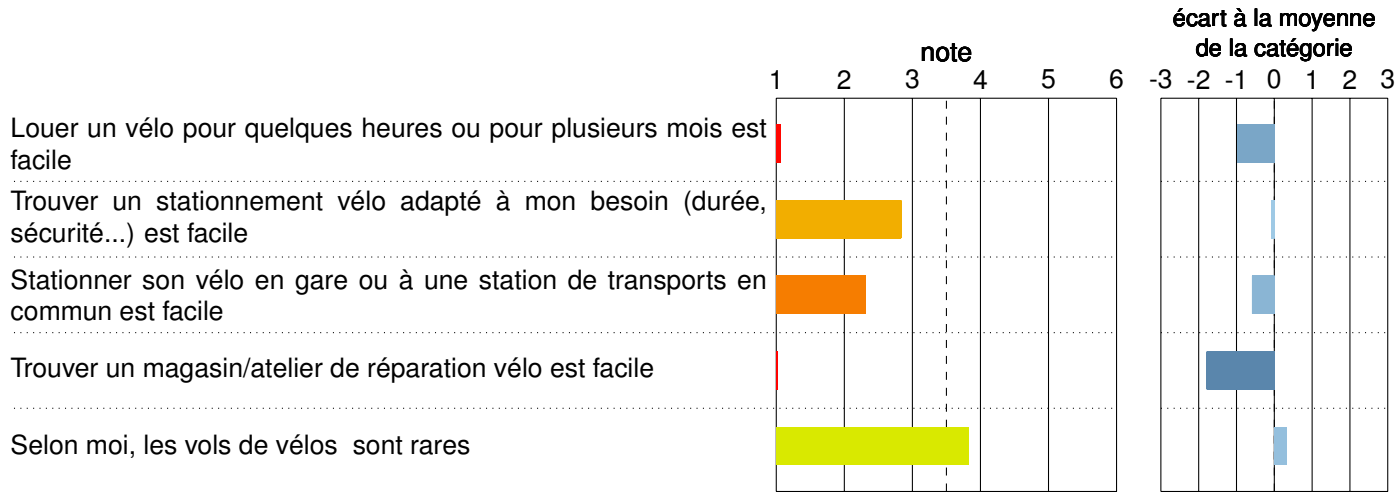 écart à la moyenne
note de la catégorie
1 2 3 4 5 6 -3 -2 -1 0 1 2 3
Louer un vélo pour quelques heures ou pour plusieurs mois est
facile
Trouver un stationnement vélo adapté à mon besoin (durée,
sécurité...) est facile
Stationner son vélo en gare ou à une station de transports en
commun est facile
Trouver un magasin/atelier de réparation vélo est facile
Selon moi, les vols de vélos sont rares